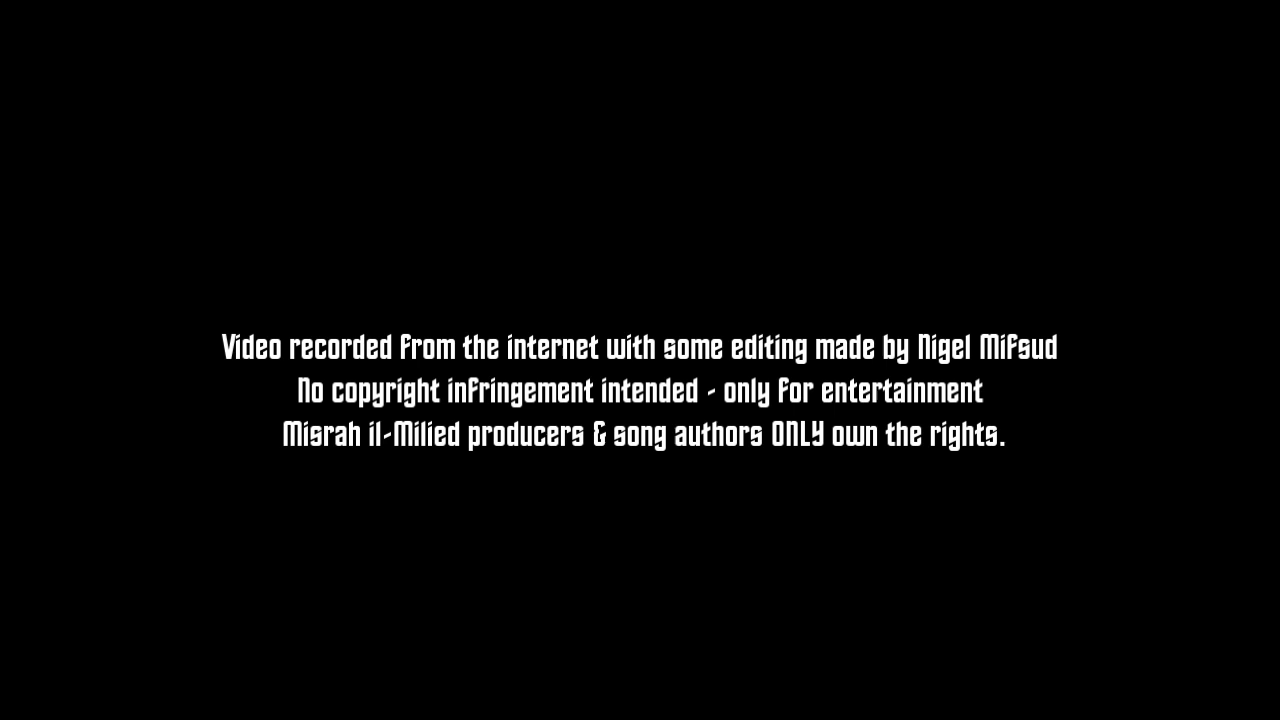 Video recorded from the internet with some editing made by Nigel Mifsud
No copyright infringement intended - only for entertainment
Misrah il-Milied producers & song authors ONLY own the rights.